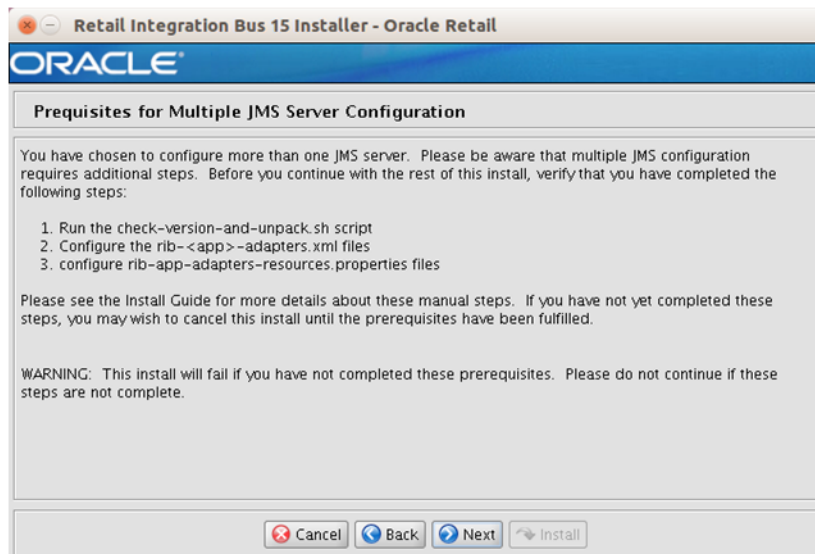 Retail Integration Bus 15 Installer - Oracle Retail
ORACLE®
Prequisites for Multiple JMS Server Configuration
You have chosen to configure more than one JMS server. Please be aware that multiple JMS configuration
requires additional steps. Before you continue with the rest of this install, verify that you have completed the
following steps:
1. Run the check-version-and-unpack.sh script
2. Configure the rib-<app>-adapters.xml files
3. configure rib-app-adapters-resources.properties files
Please see the Install Guide for more details about these manual steps. If you have not yet completed these
steps, you may wish to cancel this install until the prerequisites have been fulfilled.
WARNING: This install will fail if you have not completed these prerequisites. Please do not continue if these
steps are not complete.
Cancel Back Next Install